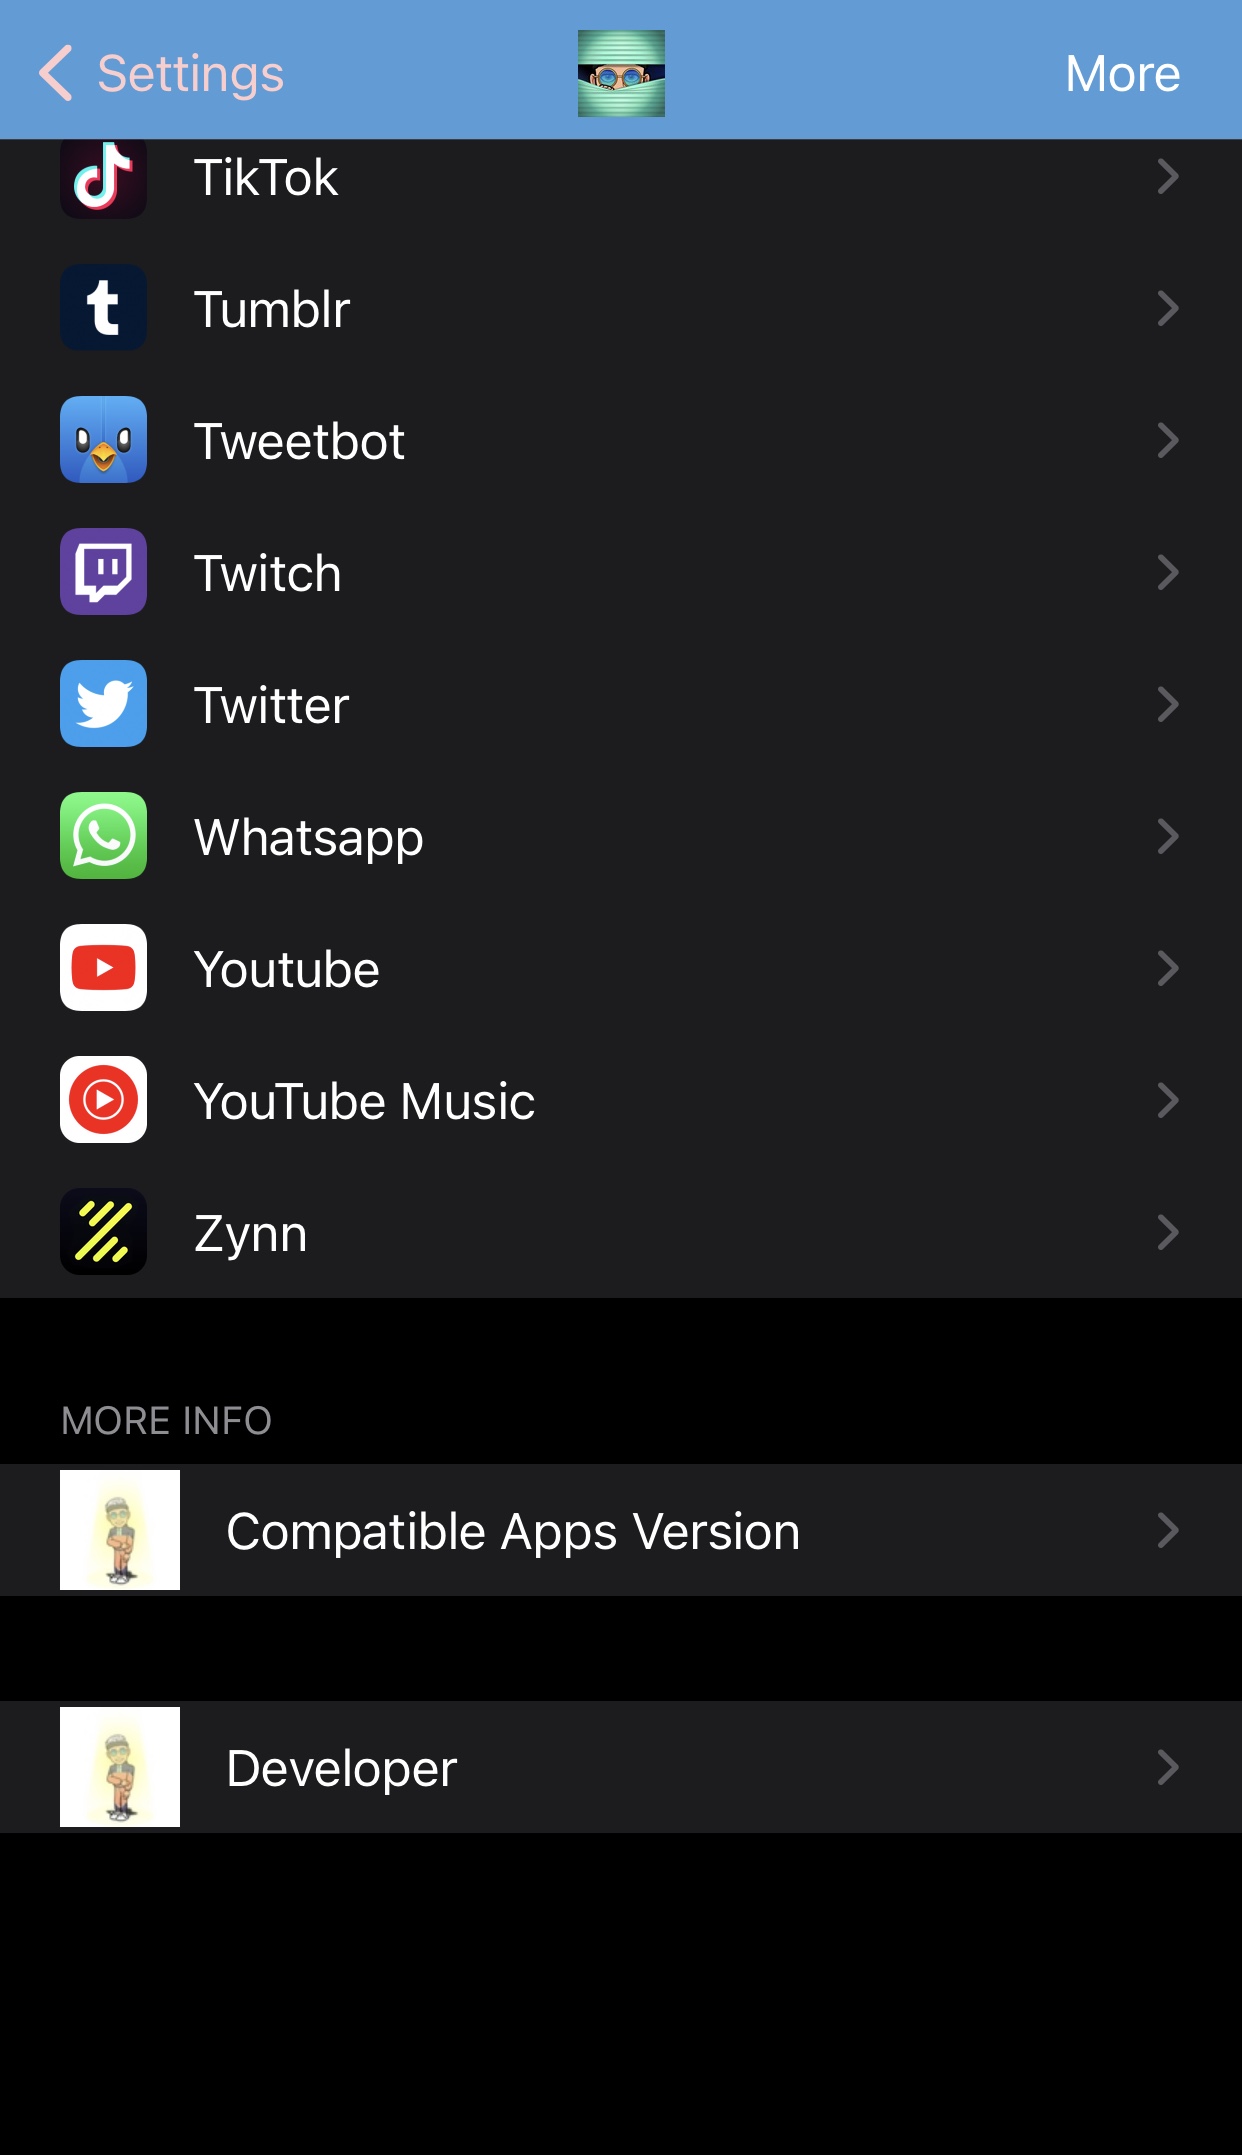 Settings
More
TikTok
Tumblr
Tweetbot
Twitch
Twitter
Whatsapp
Youtube
YouTube Music
Zynn
MORE INFO
Compatible Apps Version
Developer